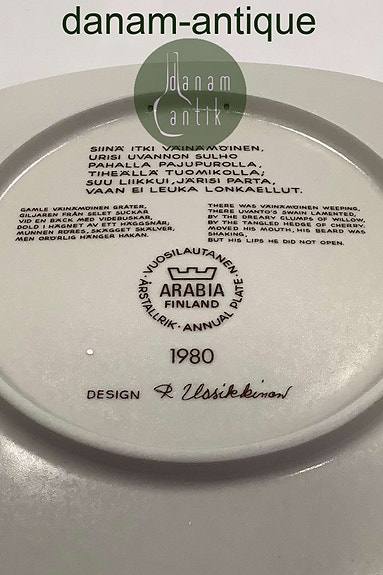 danam-antique
danam
antik
SIINÄ ITKI VÄINÄMÖINEN,
URISI UVANNON SULHO
PAHALLA PAJUPUROLLA,
TIHEÄLLÄ TUOMIKOLLA;
SUU LIIKKUI, JÄRISI PARTA,
VAAN EI LEUKA LONKAELLUT.
GAMLE VÄINÄMÖINEN GRÅTER,
GILJAREN FRÅN SELET SUCKAR
VID EN BÄCK MED VIDEBUSKAR,
DOLD I HÄGNET AV ETT HÄGGSNÅR,
MUNNEN RÖRES, SKÄGGET SKÄLVER,
MEN ORÖRLIG HÄNGER HAKAN.
THERE WAS VÄINÄMÖINEN WEEPING,
THERE UVANTO'S SWAIN LAMENTED,
BY THE DREARY CLUMPS OF WILLOW,
BY THE TANGLED HEDGE OF CHERRY.
MOVED HIS MOUTH, HIS BEARD WAS
SHAKING,
BUT HIS LIPS HE DID NOT OPEN.
· VUOSILAUTANEN ·
ARABIA
FINLAND
ÅRSTALLRIK · ANNUAL PLATE
1980
DESIGN R Uosikkinen